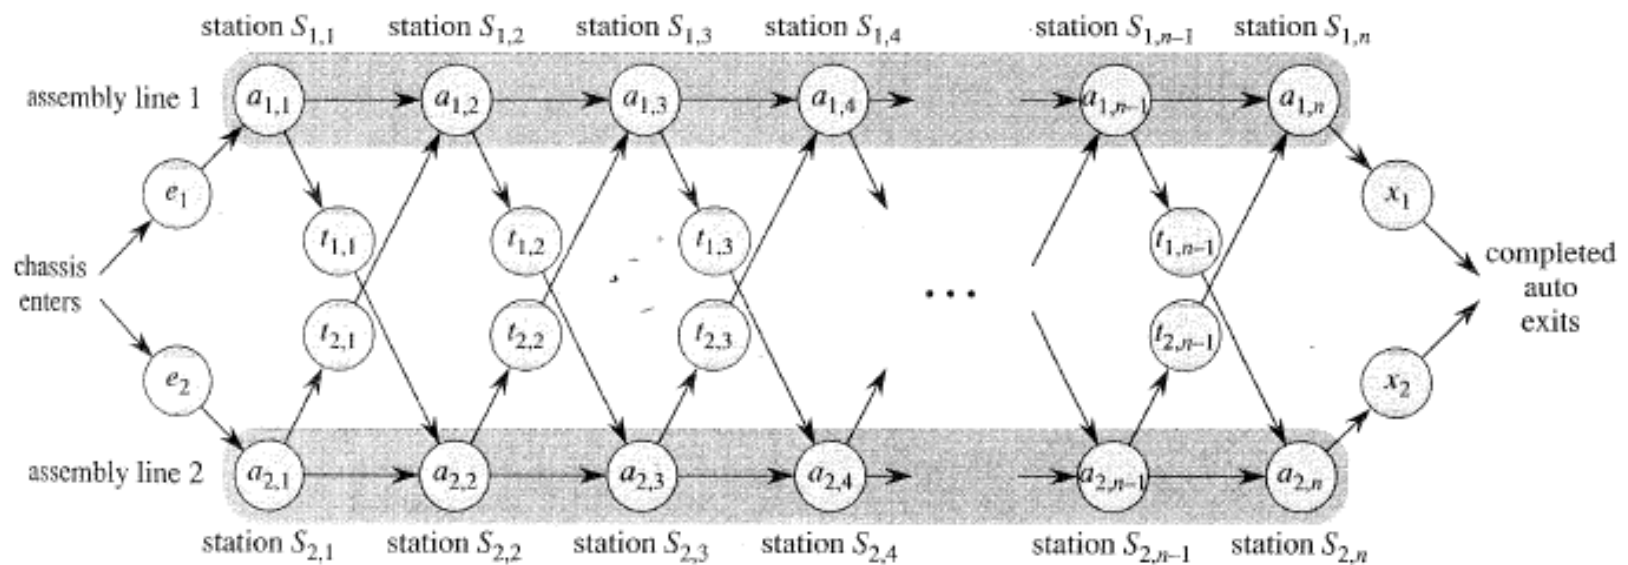 station S1,1 station S1,2 station S1,3 station S1,4 station S1,n–1 station S1,n
assembly line 1 a1,1 a1,2 a1,3 a1,4 a1,n–1 a1,n
e1 x1
t1,1 t1,2 t1,3 t1,n–1
chassis
enters
completed
auto
exits
• • •
t2,1 t2,2 t2,3 t2,n–1
e2 x2
assembly line 2 a2,1 a2,2 a2,3 a2,4 a2,n–1 a2,n
station S2,1 station S2,2 station S2,3 station S2,4 station S2,n–1 station S2,n